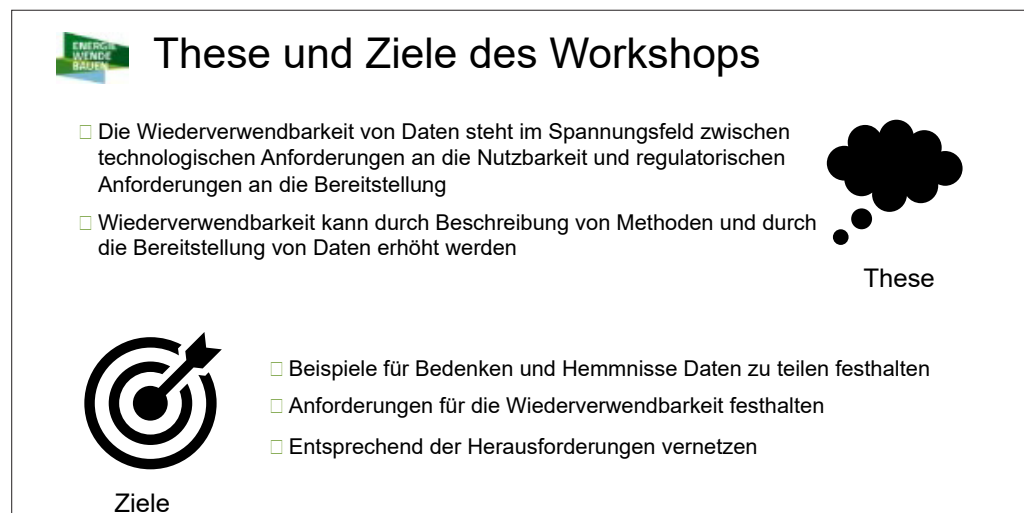 ENERGIE
WENDE
BAUEN
These und Ziele des Workshops
Die Wiederverwendbarkeit von Daten steht im Spannungsfeld zwischen
technologischen Anforderungen an die Nutzbarkeit und regulatorischen
Anforderungen an die Bereitstellung
Wiederverwendbarkeit kann durch Beschreibung von Methoden und durch
die Bereitstellung von Daten erhöht werden
These
Beispiele für Bedenken und Hemmnisse Daten zu teilen festhalten
Anforderungen für die Wiederverwendbarkeit festhalten
Entsprechend der Herausforderungen vernetzen
Ziele